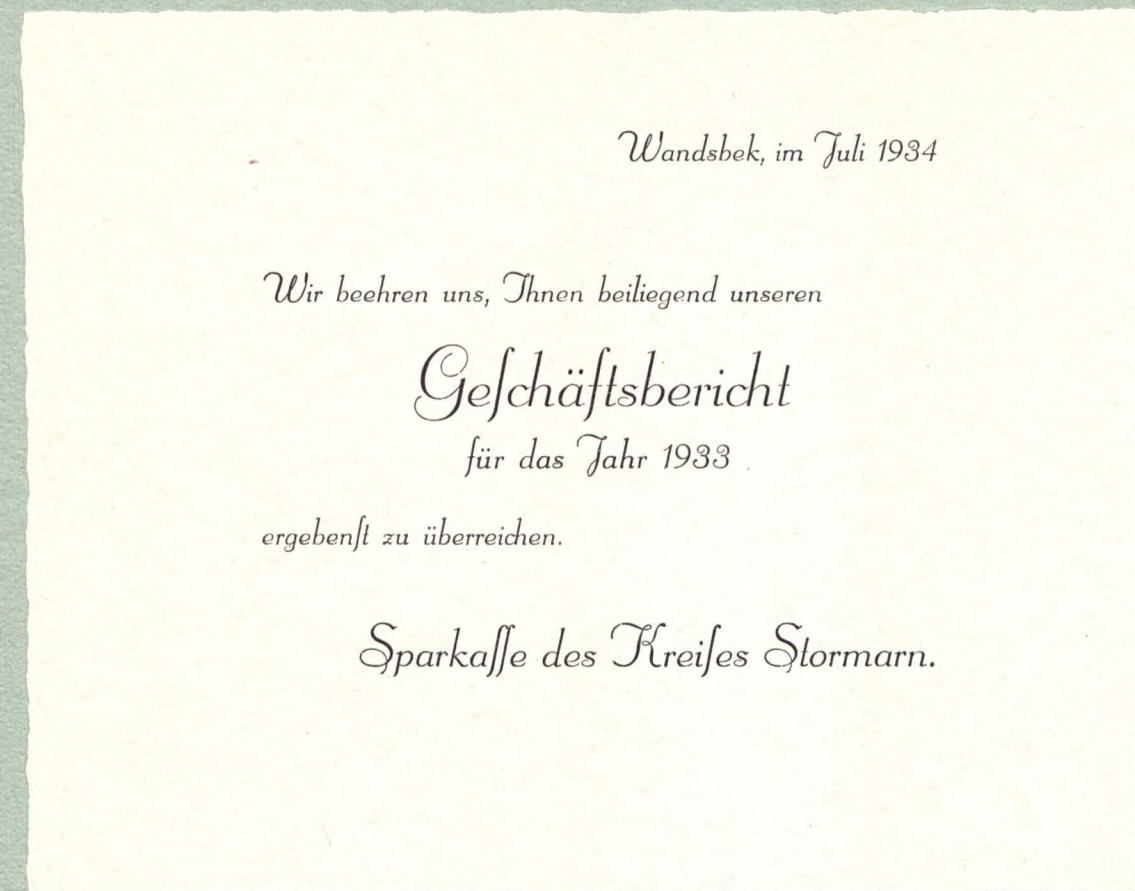 Wandsbek, im Juli 1934
Wir beehren uns, Ihnen beiliegend unseren
Geſchäftsbericht
für das Jahr 1933
ergebenſt zu überreichen.
Sparkaſſe des Kreiſes Stormarn.